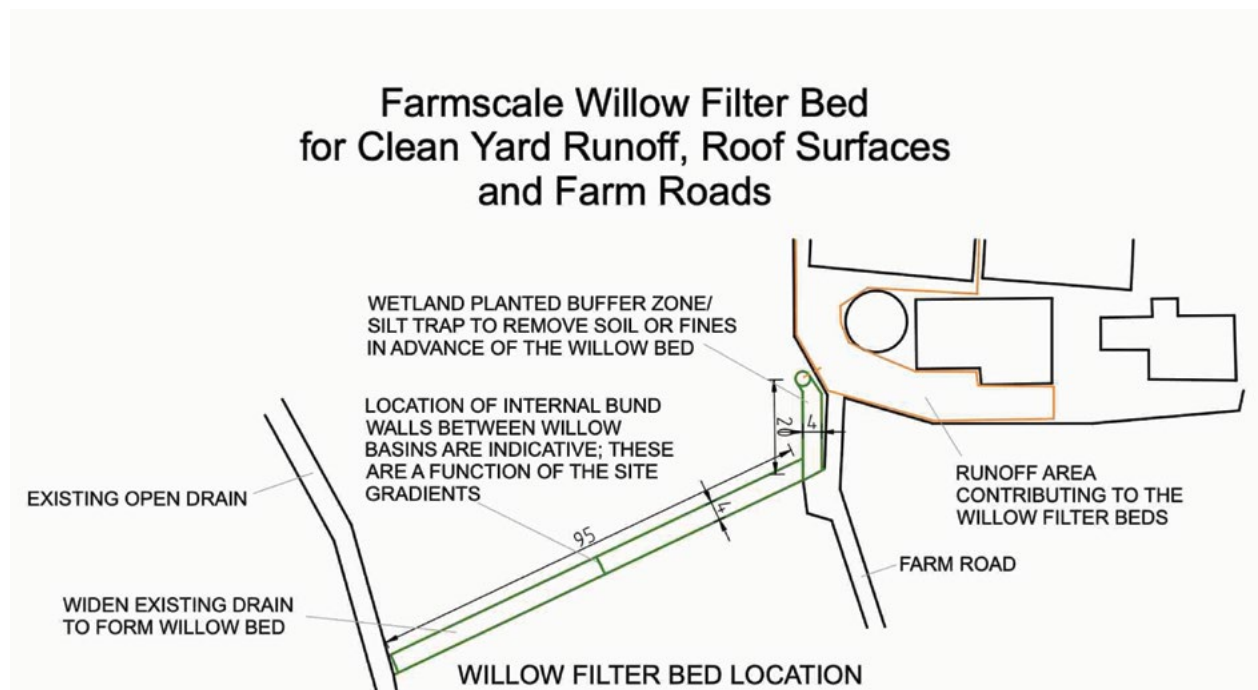 Farmscale Willow Filter Bed
for Clean Yard Runoff, Roof Surfaces
and Farm Roads
WETLAND PLANTED BUFFER ZONE/
SILT TRAP TO REMOVE SOIL OR FINES
IN ADVANCE OF THE WILLOW BED
LOCATION OF INTERNAL BUND
WALLS BETWEEN WILLOW
BASINS ARE INDICATIVE; THESE
ARE A FUNCTION OF THE SITE
GRADIENTS
20
4
EXISTING OPEN DRAIN
RUNOFF AREA
CONTRIBUTING TO THE
WILLOW FILTER BEDS
4
95
FARM ROAD
WIDEN EXISTING DRAIN
TO FORM WILLOW BED
WILLOW FILTER BED LOCATION